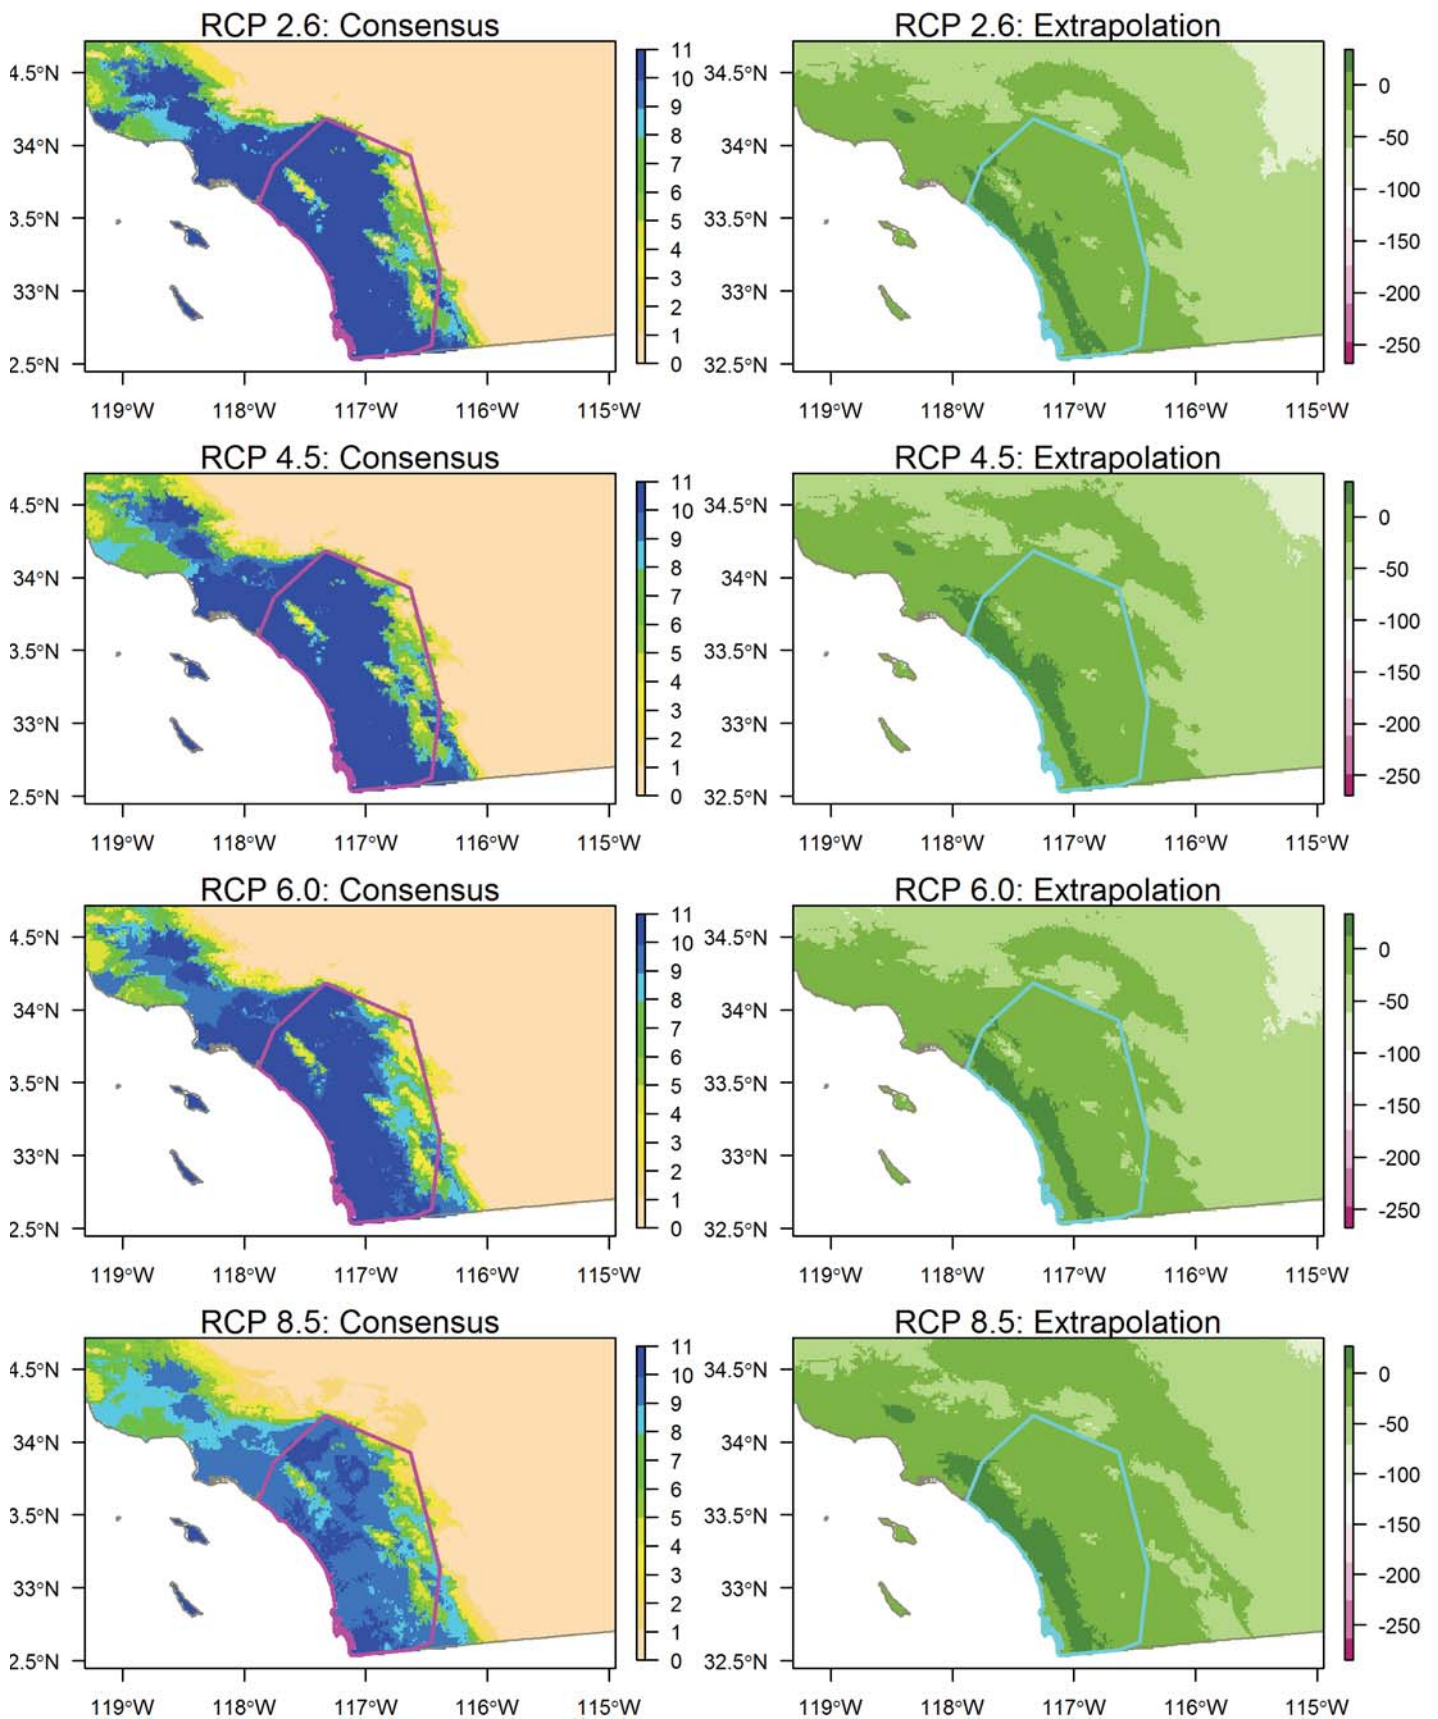 RCP 2.6: Consensus
4.5°N
34°N
3.5°N
33°N
2.5°N
119°W 118°W 117°W 116°W 115°W
11
10
9
8
7
6
5
4
3
2
1
0
RCP 2.6: Extrapolation
34.5°N
34°N
33.5°N
33°N
32.5°N
119°W 118°W 117°W 116°W 115°W
0
-50
-100
-150
-200
-250
RCP 4.5: Consensus
4.5°N
34°N
3.5°N
33°N
2.5°N
119°W 118°W 117°W 116°W 115°W
11
10
9
8
7
6
5
4
3
2
1
0
RCP 4.5: Extrapolation
34.5°N
34°N
33.5°N
33°N
32.5°N
119°W 118°W 117°W 116°W 115°W
0
-50
-100
-150
-200
-250
RCP 6.0: Consensus
4.5°N
34°N
3.5°N
33°N
2.5°N
119°W 118°W 117°W 116°W 115°W
11
10
9
8
7
6
5
4
3
2
1
0
RCP 6.0: Extrapolation
34.5°N
34°N
33.5°N
33°N
32.5°N
119°W 118°W 117°W 116°W 115°W
0
-50
-100
-150
-200
-250
RCP 8.5: Consensus
4.5°N
34°N
3.5°N
33°N
2.5°N
119°W 118°W 117°W 116°W 115°W
11
10
9
8
7
6
5
4
3
2
1
0
RCP 8.5: Extrapolation
34.5°N
34°N
33.5°N
33°N
32.5°N
119°W 118°W 117°W 116°W 115°W
0
-50
-100
-150
-200
-250